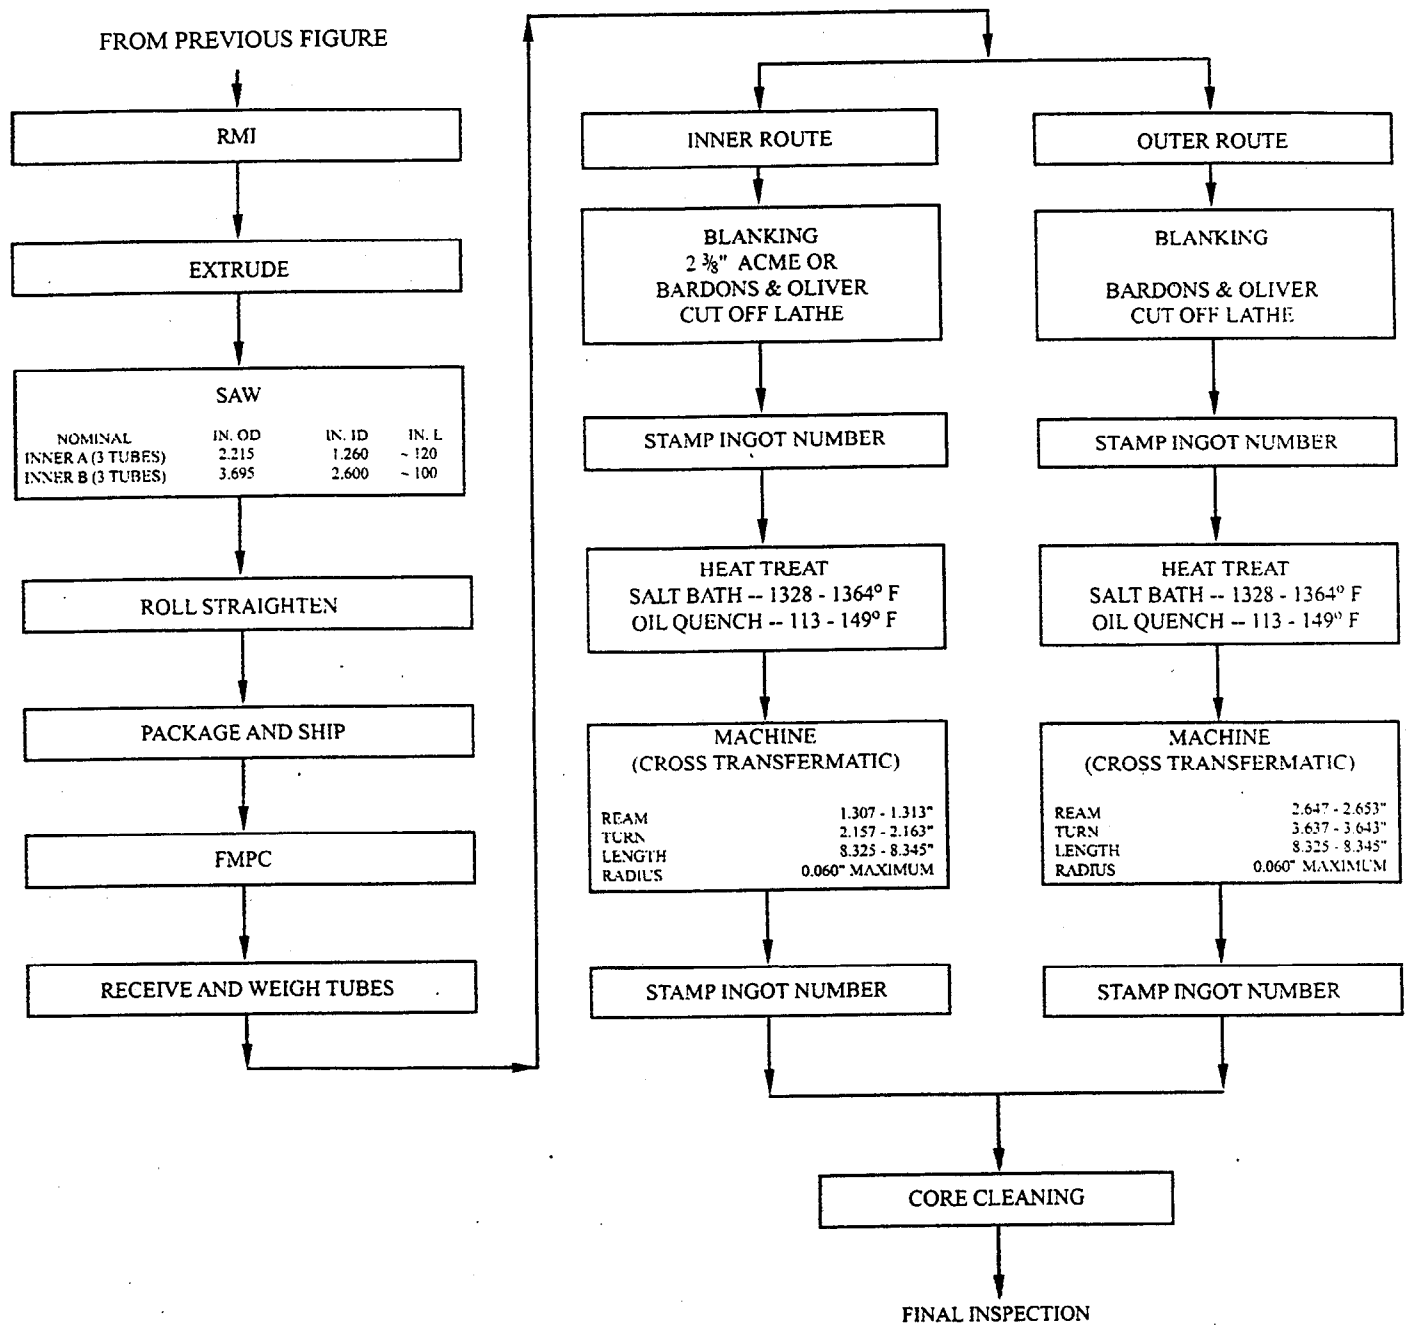 FROM PREVIOUS FIGURE
RMI
EXTRUDE
SAW
NOMINAL IN. OD IN. ID IN. L
INNER A (3 TUBES) 2.215 1.260 ~ 120
INNER B (3 TUBES) 3.695 2.600 ~ 100
ROLL STRAIGHTEN
PACKAGE AND SHIP
FMPC
RECEIVE AND WEIGH TUBES
INNER ROUTE
BLANKING
2 3/8" ACME OR
BARDONS & OLIVER
CUT OFF LATHE
STAMP INGOT NUMBER
HEAT TREAT
SALT BATH -- 1328 - 1364º F
OIL QUENCH -- 113 - 149º F
MACHINE
(CROSS TRANSFERMATIC)
REAM 1.307 - 1.313"
TURN 2.157 - 2.163"
LENGTH 8.325 - 8.345"
RADIUS 0.060" MAXIMUM
STAMP INGOT NUMBER
OUTER ROUTE
BLANKING
BARDONS & OLIVER
CUT OFF LATHE
STAMP INGOT NUMBER
HEAT TREAT
SALT BATH -- 1328 - 1364º F
OIL QUENCH -- 113 - 149º F
MACHINE
(CROSS TRANSFERMATIC)
REAM 2.647 - 2.653"
TURN 3.637 - 3.643"
LENGTH 8.325 - 8.345"
RADIUS 0.060" MAXIMUM
STAMP INGOT NUMBER
CORE CLEANING
FINAL INSPECTION